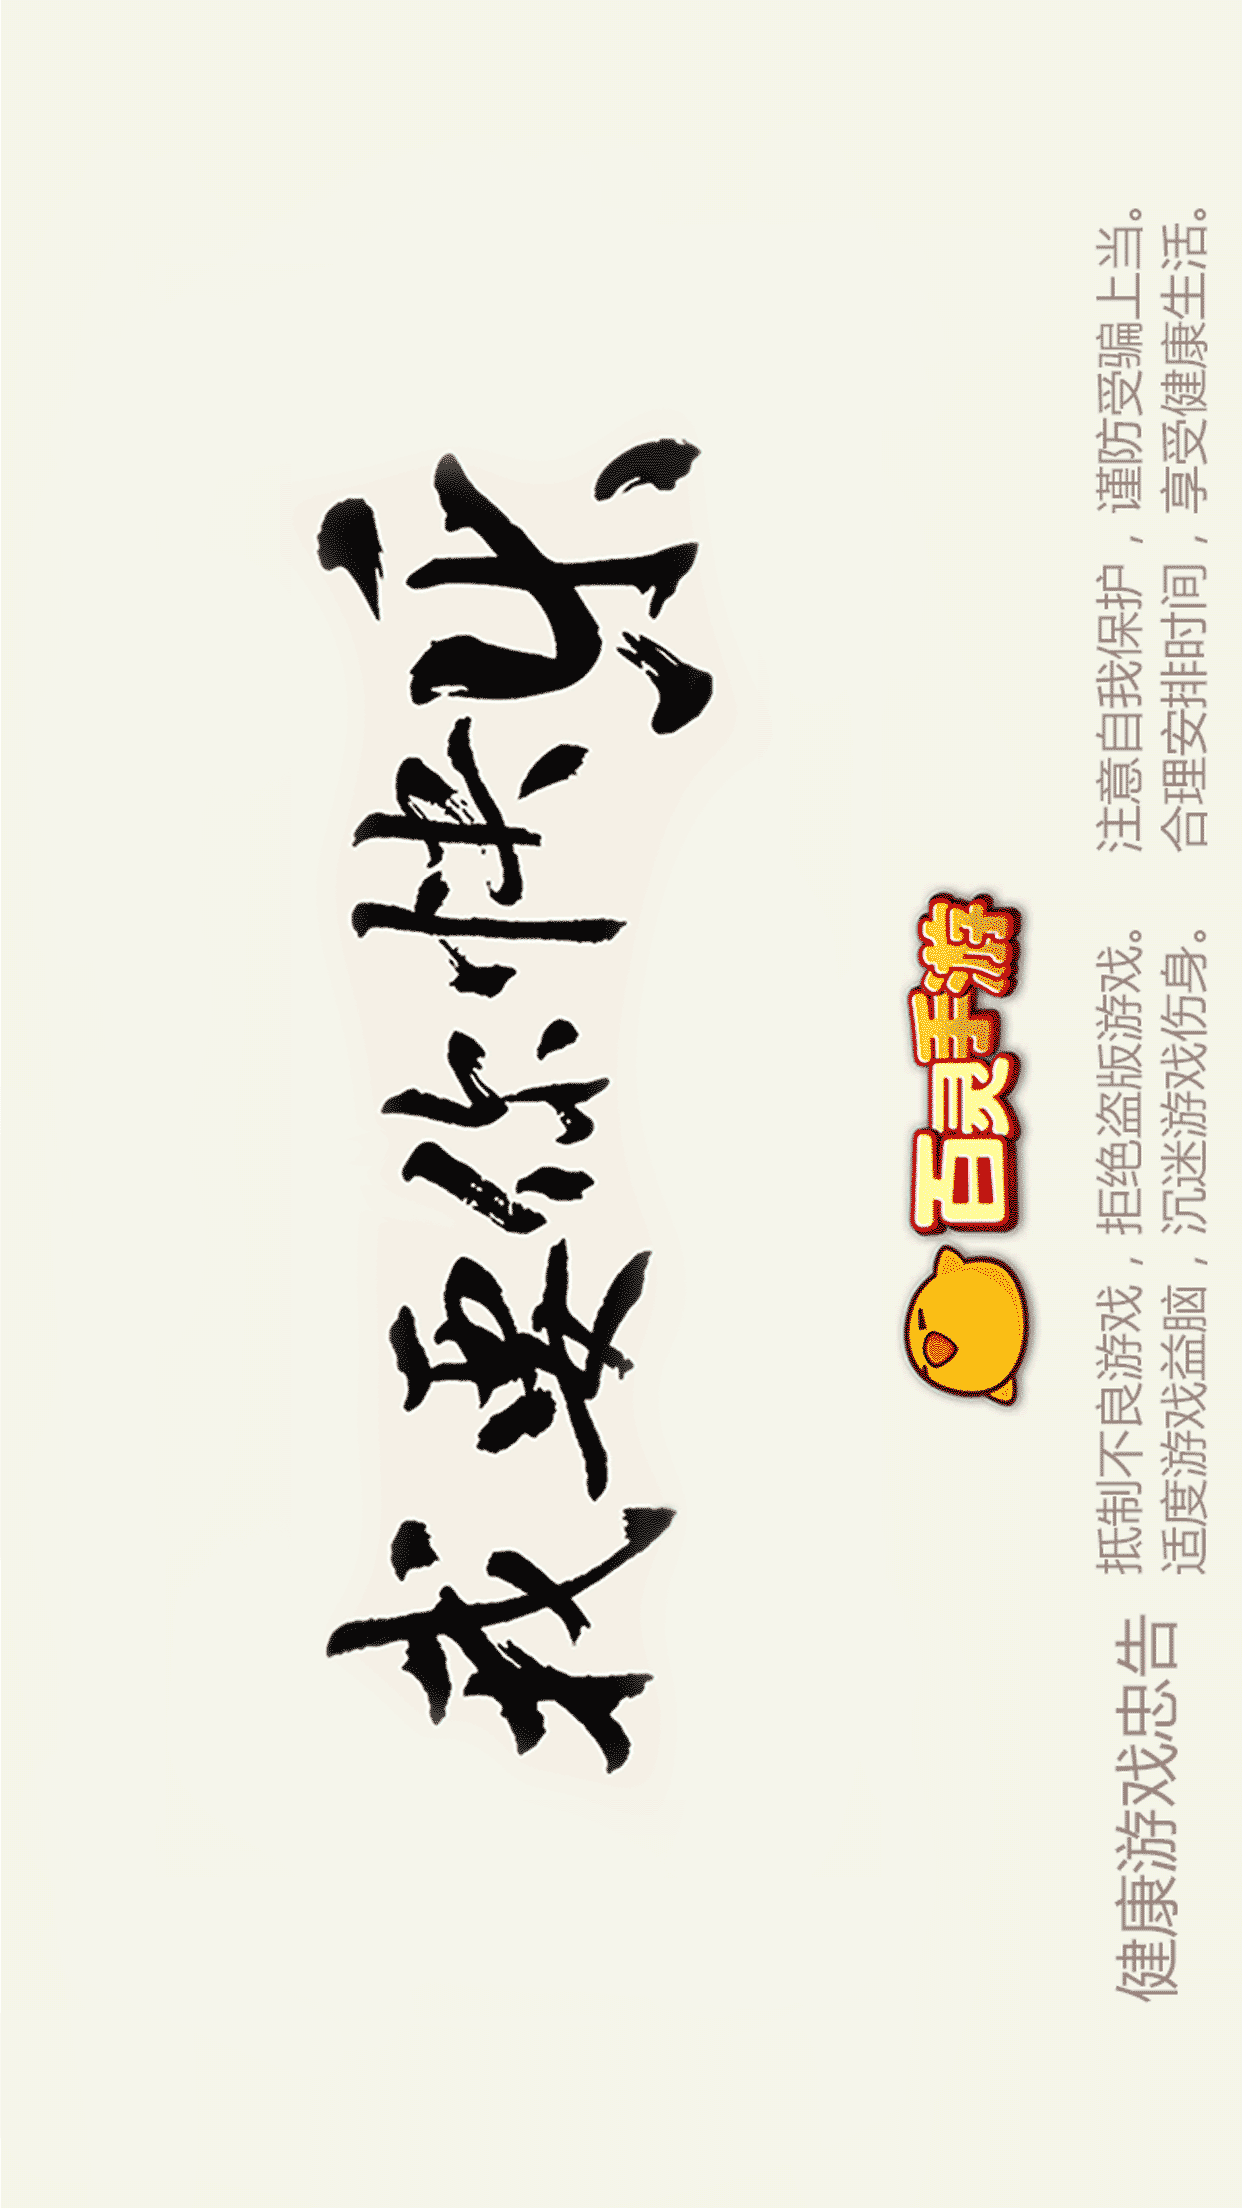 我要你快乐
百灵手游
健康游戏忠告
抵制不良游戏，拒绝盗版游戏。 注意自我保护，谨防受骗上当。
适度游戏益脑，沉迷游戏伤身。 合理安排时间，享受健康生活。